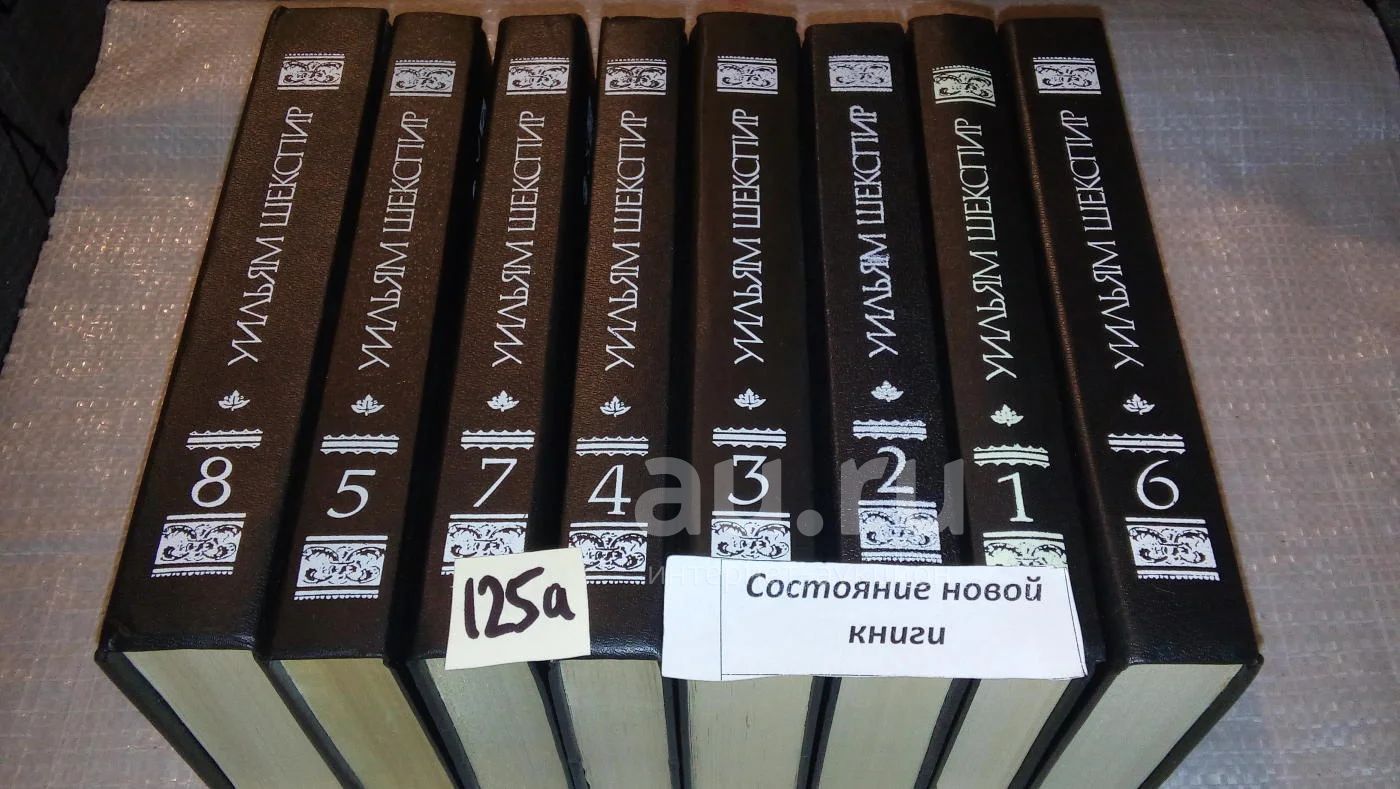 УИЛЬЯМ ШЕКСПИР
8
УИЛЬЯМ ШЕКСПИР
5
УИЛЬЯМ ШЕКСПИР
7
УИЛЬЯМ ШЕКСПИР
4
УИЛЬЯМ ШЕКСПИР
3
УИЛЬЯМ ШЕКСПИР
2
УИЛЬЯМ ШЕКСПИР
1
УИЛЬЯМ ШЕКСПИР
6
au.ru
125а
Состояние новой
книги